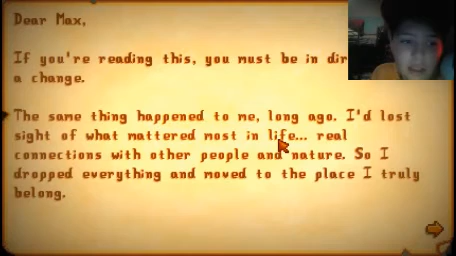 Dear Max,
If you're reading this, you must be in dir
a change.
The same thing happened to me, long ago. I'd lost
sight of what mattered most in life... real
connections with other people and nature. So I
dropped everything and moved to the place I truly
belong.